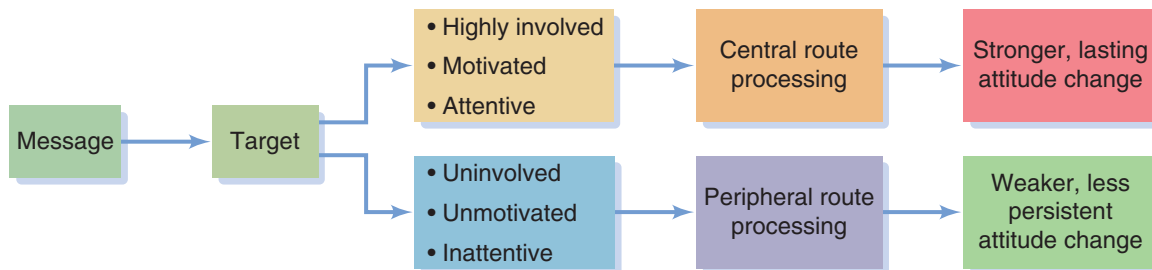 Message
Target
• Highly involved
• Motivated
• Attentive
Central route
processing
Stronger, lasting
attitude change
• Uninvolved
• Unmotivated
• Inattentive
Peripheral route
processing
Weaker, less
persistent
attitude change